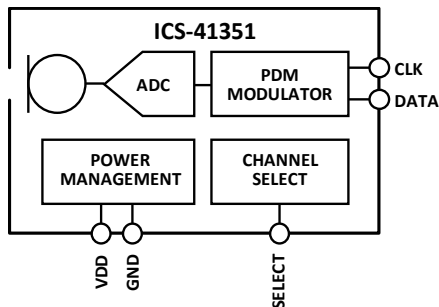 ICS-41351
ADC
PDM
MODULATOR
CLK
DATA
POWER
MANAGEMENT
CHANNEL
SELECT
VDD
GND
SELECT